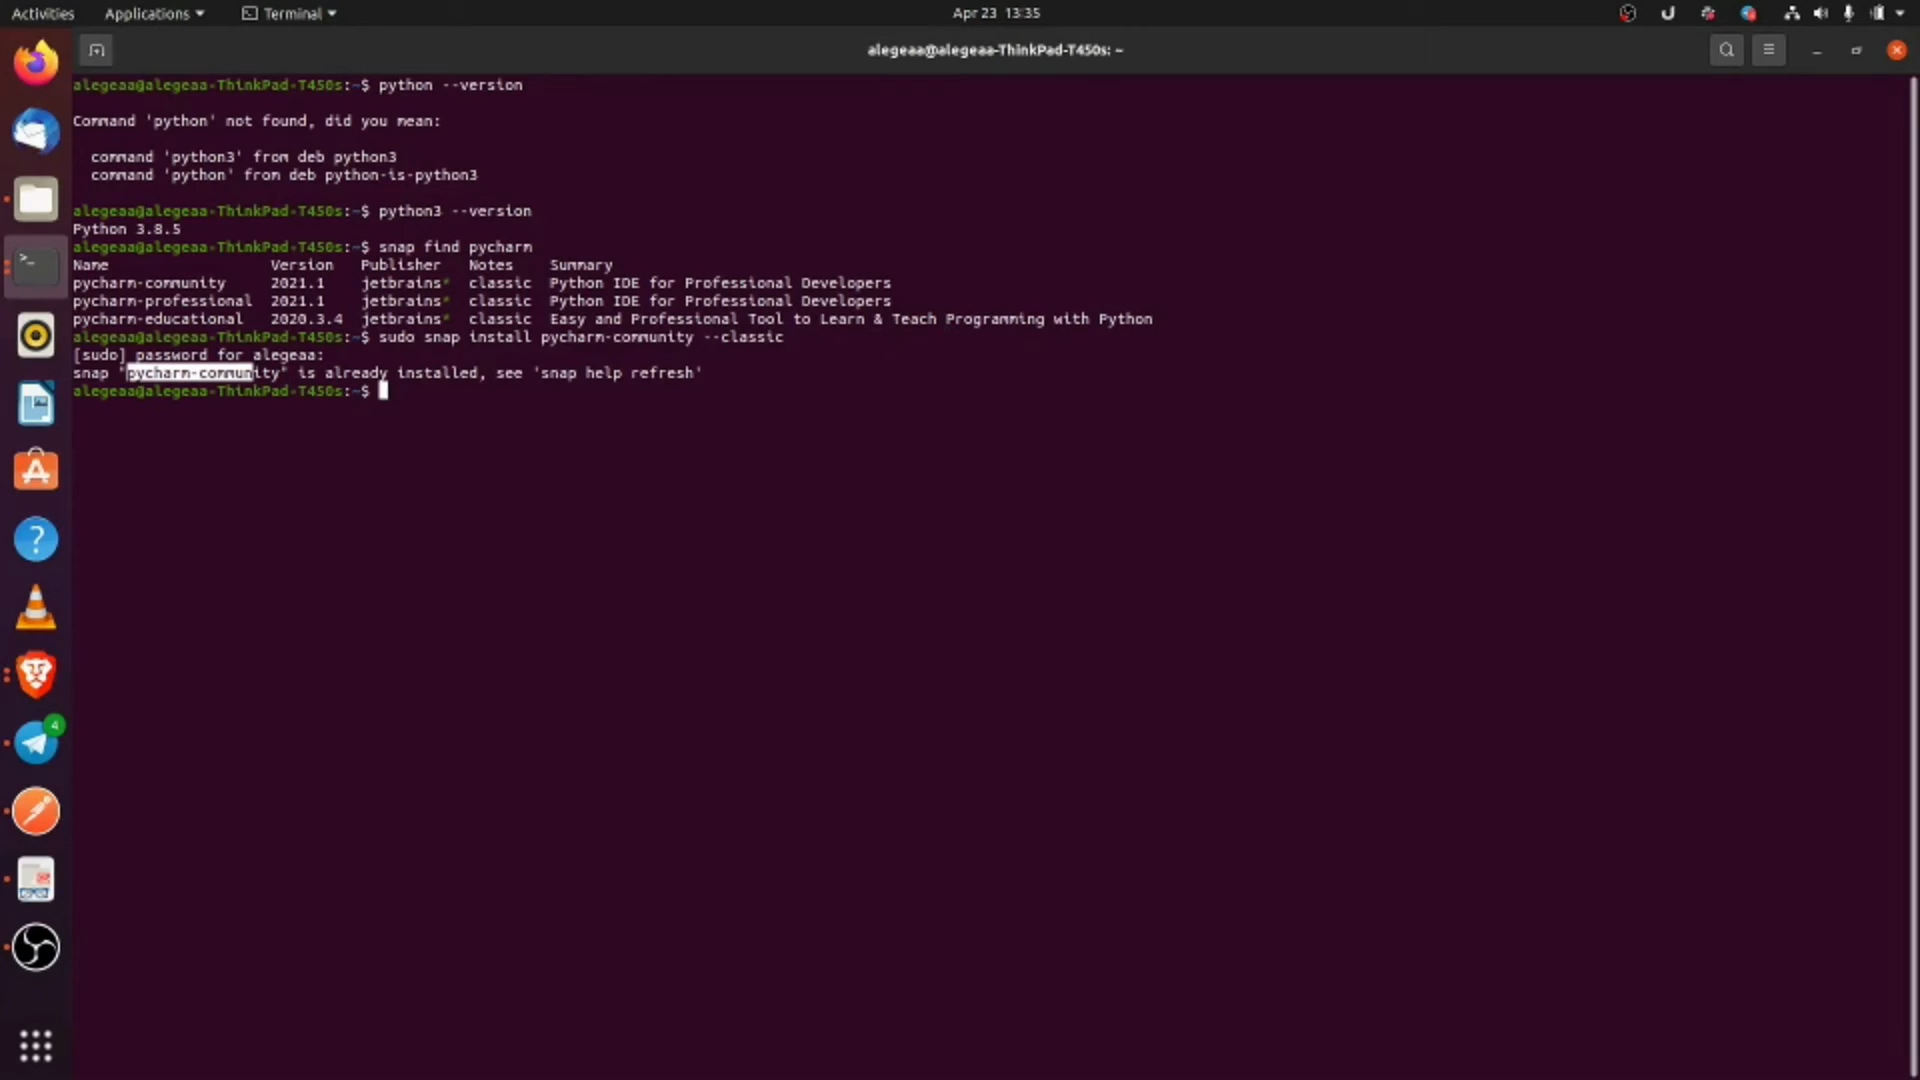 Activities Applications Terminal Apr 23 13:35
alegeaa@alegeaa-ThinkPad-T450s: ~
alegeaa@alegeaa-ThinkPad-T450s:~$ python --version
Command 'python' not found, did you mean:
command 'python3' from deb python3
command 'python' from deb python-is-python3
alegeaa@alegeaa-ThinkPad-T450s:~$ python3 --version
Python 3.8.5
alegeaa@alegeaa-ThinkPad-T450s:~$ snap find pycharm
Name Version Publisher Notes Summary
pycharm-community 2021.1 jetbrains* classic Python IDE for Professional Developers
pycharm-professional 2021.1 jetbrains* classic Python IDE for Professional Developers
pycharm-educational 2020.3.4 jetbrains* classic Easy and Professional Tool to Learn & Teach Programming with Python
alegeaa@alegeaa-ThinkPad-T450s:~$ sudo snap install pycharm-community --classic
[sudo] password for alegeaa:
snap "pycharm-community" is already installed, see 'snap help refresh'
alegeaa@alegeaa-ThinkPad-T450s:~$
4